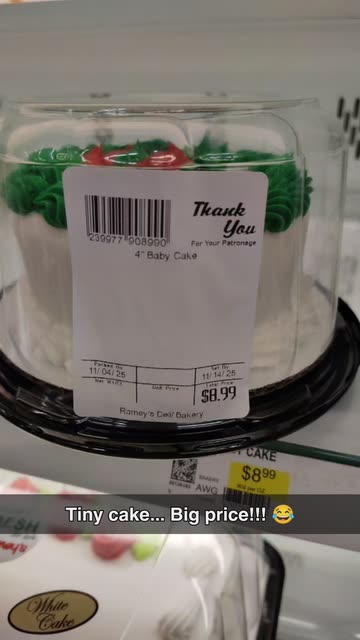 Thank
You
For Your Patronage
239977 908990
4" Baby Cake
Packed On
11/04/25
Sell By
11/14/25
Net Wt/Ct
Unit Price
Total Price
$8.99
Ramey's Deli/Bakery
CAKE
$8.99
BAKERY
AWG
Tiny cake... Big price!!! 😂
White
Cake